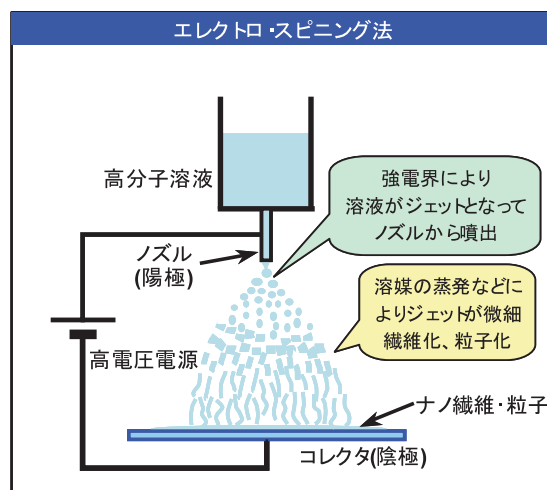 エレクトロ・スピニング法
高分子溶液
強電界により
溶液がジェットとなって
ノズルから噴出
ノズル
(陽極)
溶媒の蒸発などに
よりジェットが微細
繊維化、粒子化
高電圧電源
ナノ繊維・粒子
コレクタ(陰極)